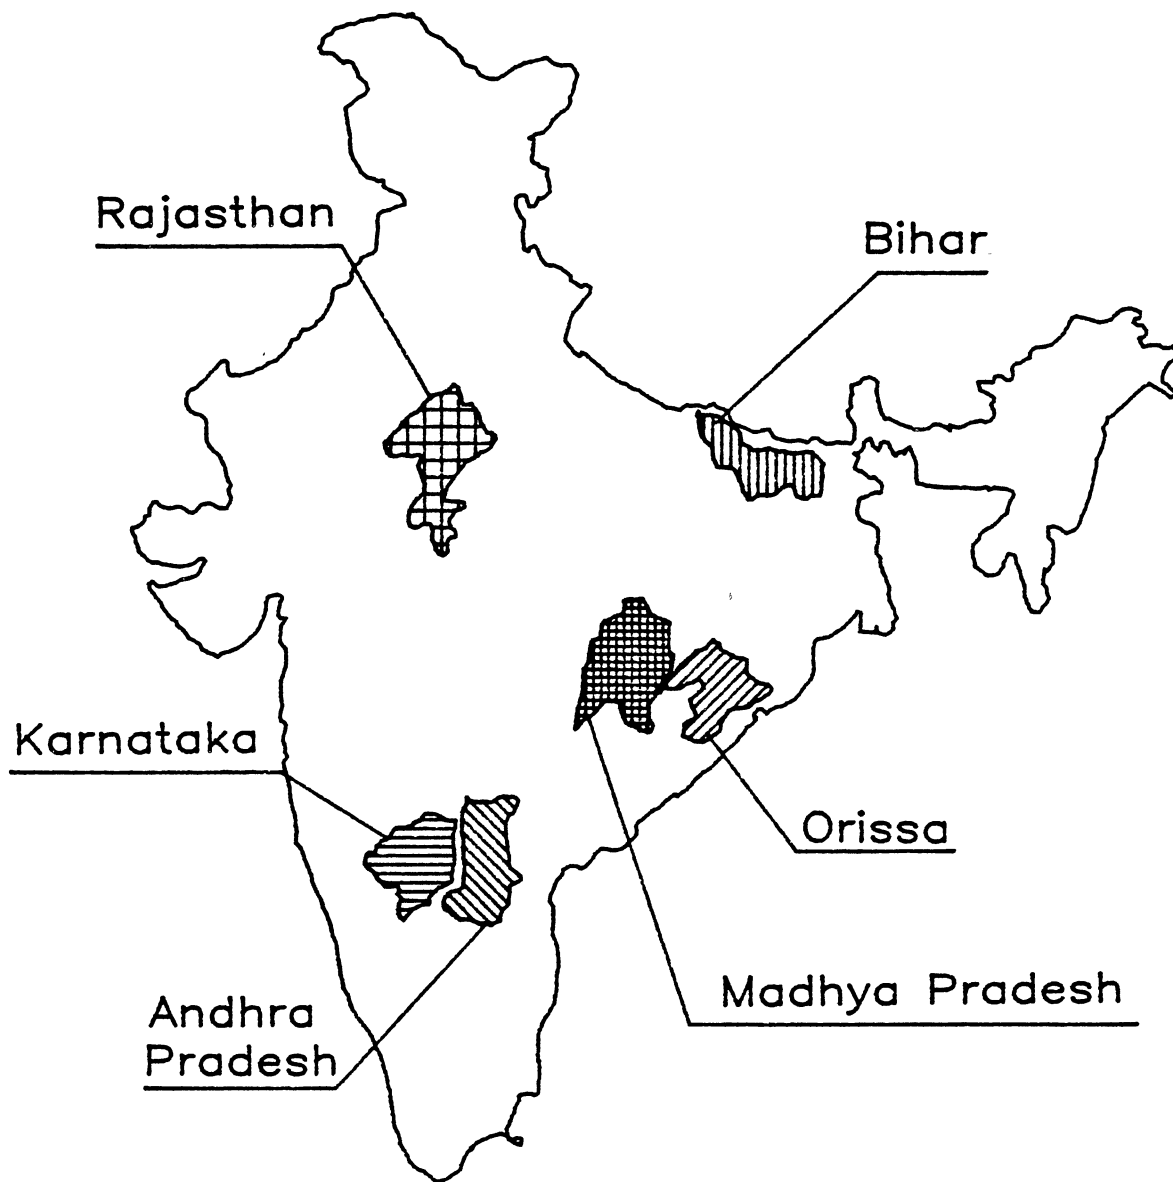 Rajasthan
Bihar
Karnataka
Orissa
Madhya Pradesh
Andhra
Pradesh